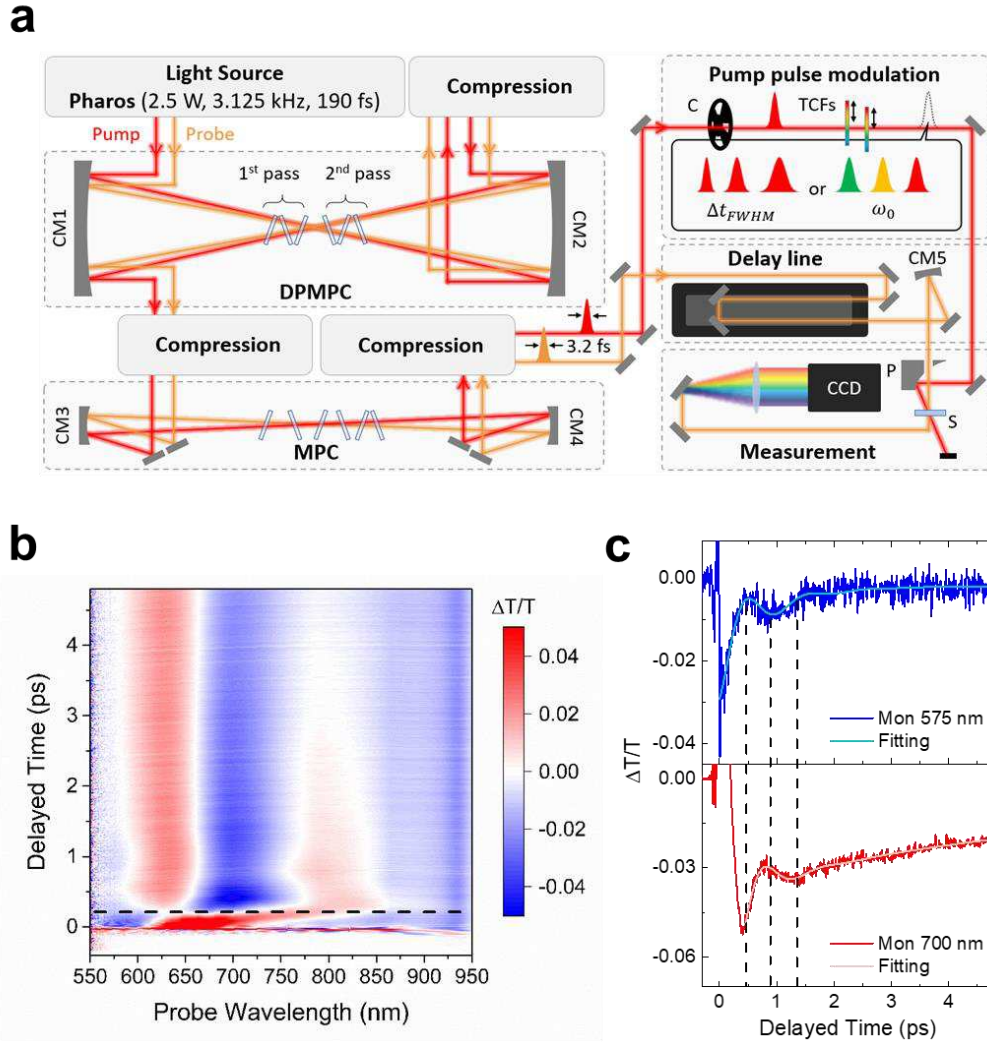 a
Light Source
Pharos (2.5 W, 3.125 kHz, 190 fs)
Compression
Pump
Probe
1st pass
2nd pass
CM1
CM2
DPMPC
Compression
Compression
3.2 fs
CM3
CM4
MPC
Pump pulse modulation
C
TCFs
or
Δt_FWHM
ω₀
Delay line
CM5
CCD
P
S
Measurement
b
ΔT/T
0.04
0.02
0.00
-0.02
-0.04
Delayed Time (ps)
4
3
2
1
0
550
600
650
700
750
800
850
900
950
Probe Wavelength (nm)
c
0.00
-0.02
-0.04
Mon 575 nm
Fitting
ΔT/T
0.00
-0.03
-0.06
Mon 700 nm
Fitting
0
1
2
3
4
Delayed Time (ps)